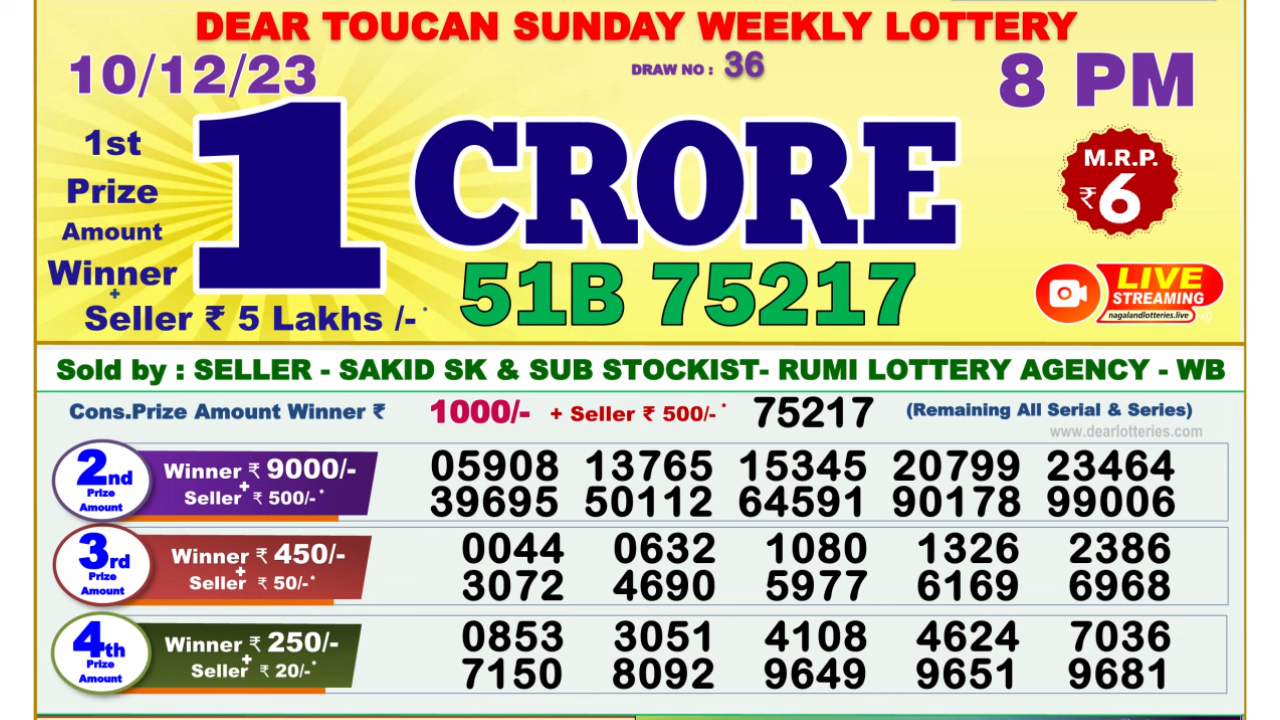 DEAR TOUCAN SUNDAY WEEKLY LOTTERY
10/12/23
DRAW NO : 36
8 PM
1st
Prize
Amount
Winner
+
Seller ₹ 5 Lakhs /-*
1 CRORE
51B 75217
M.R.P.
₹6
LIVE
STREAMING
nagalandlotteries.live
Sold by : SELLER - SAKID SK & SUB STOCKIST- RUMI LOTTERY AGENCY - WB
Cons.Prize Amount Winner ₹ 1000/- + Seller ₹ 500/-* 75217 (Remaining All Serial & Series)
www.dearlotteries.com
2nd
Prize
Amount
Winner ₹ 9000/-
+
Seller ₹ 500/-*
05908 13765 15345 20799 23464
39695 50112 64591 90178 99006
3rd
Prize
Amount
Winner ₹ 450/-
+
Seller ₹ 50/-*
0044 0632 1080 1326 2386
3072 4690 5977 6169 6968
4th
Prize
Amount
Winner ₹ 250/-
+
Seller ₹ 20/-*
0853 3051 4108 4624 7036
7150 8092 9649 9651 9681